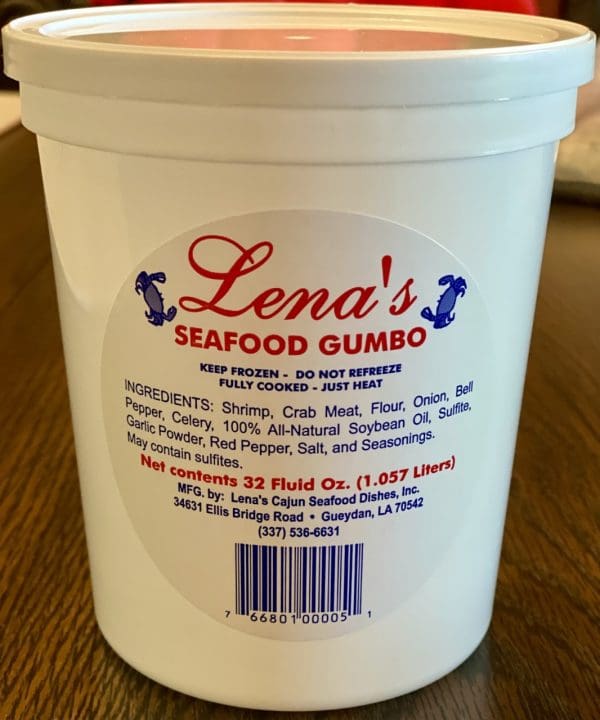 Lena's
SEAFOOD GUMBO
KEEP FROZEN - DO NOT REFREEZE
FULLY COOKED - JUST HEAT
INGREDIENTS: Shrimp, Crab Meat, Flour, Onion, Bell
Pepper, Celery, 100% All-Natural Soybean Oil, Sulfite,
Garlic Powder, Red Pepper, Salt, and Seasonings.
May contain sulfites.
Net contents 32 Fluid Oz. (1.057 Liters)
MFG. by: Lena's Cajun Seafood Dishes, Inc.
34631 Ellis Bridge Road • Gueydan, LA 70542
(337) 536-6631
7 66801 00005 1